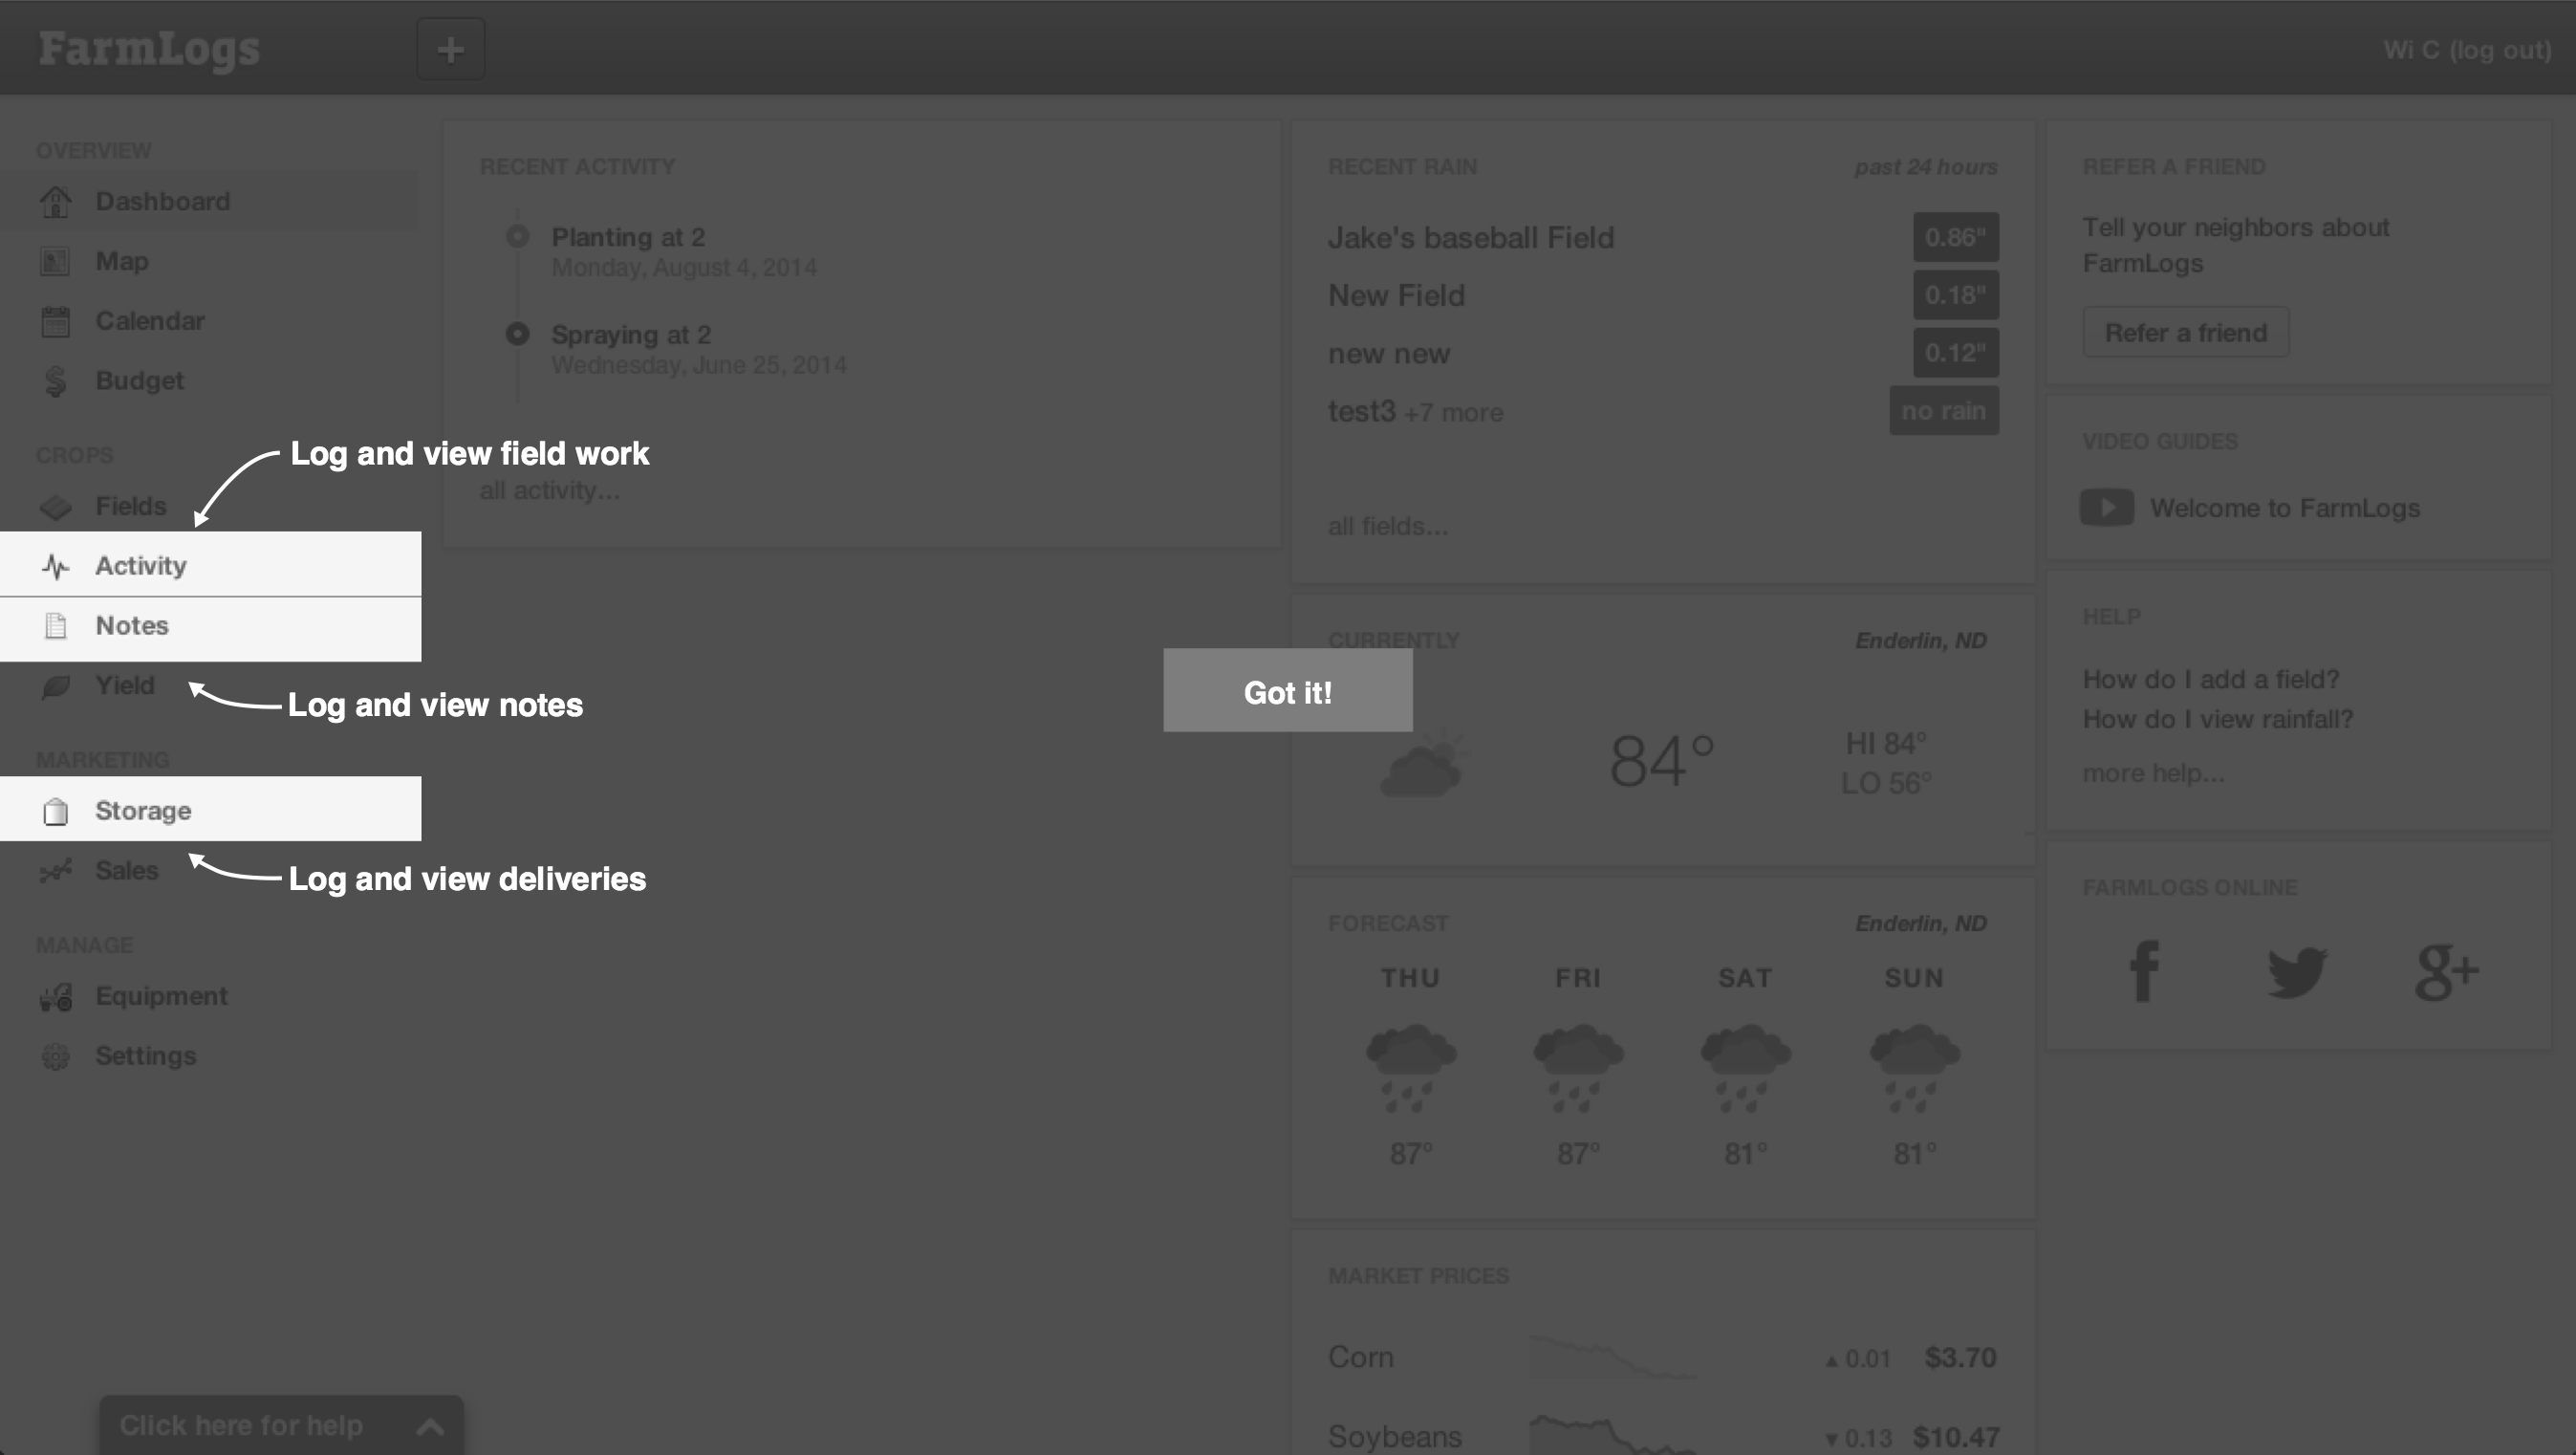 FarmLogs
+
Wi C (log out)
OVERVIEW
Dashboard
Map
Calendar
Budget
CROPS
Log and view field work
Fields
Activity
Notes
Yield
Log and view notes
MARKETING
Storage
Sales
Log and view deliveries
MANAGE
Equipment
Settings
Click here for help
RECENT ACTIVITY
Planting at 2
Monday, August 4, 2014
Spraying at 2
Wednesday, June 25, 2014
all activity...
Got it!
RECENT RAIN past 24 hours
Jake's baseball Field 0.86"
New Field 0.18"
new new 0.12"
test3 +7 more no rain
all fields...
CURRENTLY Enderlin, ND
84° HI 84°
LO 56°
FORECAST Enderlin, ND
THU FRI SAT SUN
87° 87° 81° 81°
MARKET PRICES
Corn ▲ 0.01 $3.70
Soybeans ▼ 0.13 $10.47
REFER A FRIEND
Tell your neighbors about
FarmLogs
Refer a friend
VIDEO GUIDES
Welcome to FarmLogs
HELP
How do I add a field?
How do I view rainfall?
more help...
FARMLOGS ONLINE
f g+